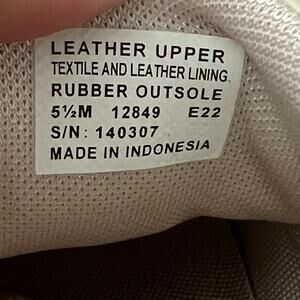 LEATHER UPPER
TEXTILE AND LEATHER LINING
RUBBER OUTSOLE
5½M 12849 E22
S/N: 140307
MADE IN INDONESIA